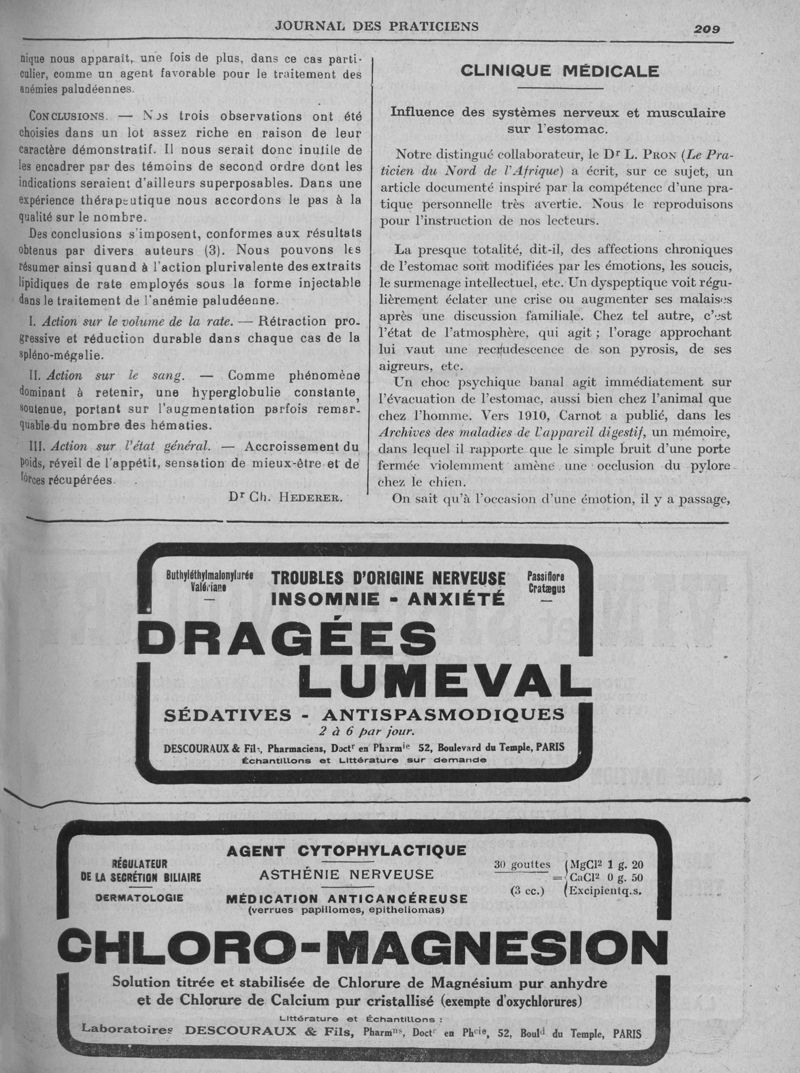 JOURNAL DES PRATICIENS
209
nique nous apparaît, une fois de plus, dans ce cas parti-
culier, comme un agent favorable pour le traitement des
anémies paludéennes.
CONCLUSIONS. — Nos trois observations ont été
choisies dans un lot assez riche en raison de leur
caractère démonstratif. Il nous serait donc inutile de
les encadrer par des témoins de second ordre dont les
indications seraient d'ailleurs superposables. Dans une
expérience thérapeutique nous accordons le pas à la
qualité sur le nombre.
Des conclusions s'imposent, conformes aux résultats
obtenus par divers auteurs (3). Nous pouvons les
résumer ainsi quand à l'action plurivalente des extraits
lipidiques de rate employés sous la forme injectable
dans le traitement de l'anémie paludéenne.
I. Action sur le volume de la rate. — Rétraction pro-
gressive et réduction durable dans chaque cas de la
spléno-mégalie.
II. Action sur le sang. — Comme phénomène
dominant à retenir, une hyperglobulie constante,
soutenue, portant sur l'augmentation parfois remar-
quable du nombre des hématies.
III. Action sur l'état général. — Accroissement du
poids, réveil de l'appétit, sensation de mieux-être et de
forces récupérées.
Dr Ch. HEDERER.
CLINIQUE MÉDICALE
Influence des systèmes nerveux et musculaire
sur l'estomac.
Notre distingué collaborateur, le Dr L. PRON (Le Pra-
ticien du Nord de l'Afrique) a écrit, sur ce sujet, un
article documenté inspiré par la compétence d'une pra-
tique personnelle très avertie. Nous le reproduisons
pour l'instruction de nos lecteurs.
La presque totalité, dit-il, des affections chroniques
de l'estomac sont modifiées par les émotions, les soucis,
le surmenage intellectuel, etc. Un dyspeptique voit régu-
lièrement éclater une crise ou augmenter ses malaises
après une discussion familiale. Chez tel autre, c'est
l'état de l'atmosphère, qui agit ; l'orage approchant
lui vaut une recrudescence de son pyrosis, de ses
aigreurs, etc.
Un choc psychique banal agit immédiatement sur
l'évacuation de l'estomac, aussi bien chez l'animal que
chez l'homme. Vers 1910, Carnot a publié, dans les
Archives des maladies de l'appareil digestif, un mémoire,
dans lequel il rapporte que le simple bruit d'une porte
fermée violemment amène une occlusion du pylore
chez le chien.
On sait qu'à l'occasion d'une émotion, il y a passage,
Buthyléthylmalonylurée
Valériane
TROUBLES D'ORIGINE NERVEUSE
INSOMNIE - ANXIÉTÉ
Passiflore
Cratægus
DRAGÉES
LUMEVAL
SÉDATIVES - ANTISPASMODIQUES
2 à 6 par jour.
DESCOURAUX & Fils, Pharmaciens, Doctr en Pharmie 52, Boulevard du Temple, PARIS
Échantillons et Littérature sur demande
RÉGULATEUR
DE LA SECRÉTION BILIAIRE
DERMATOLOGIE
AGENT CYTOPHYLACTIQUE
ASTHÉNIE NERVEUSE
MÉDICATION ANTICANCÉREUSE
(verrues papillomes, epitheliomas)
30 gouttes
(3 cc.)
=
MgCl2 1 g. 20
CaCl2 0 g. 50
Excipient q.s.
CHLORO-MAGNESION
Solution titrée et stabilisée de Chlorure de Magnésium pur anhydre
et de Chlorure de Calcium pur cristallisé (exempte d'oxychlorures)
Littérature et Échantillons :
Laboratoires DESCOURAUX & Fils, Pharmns, Doctr en Phcie, 52, Bould du Temple, PARIS